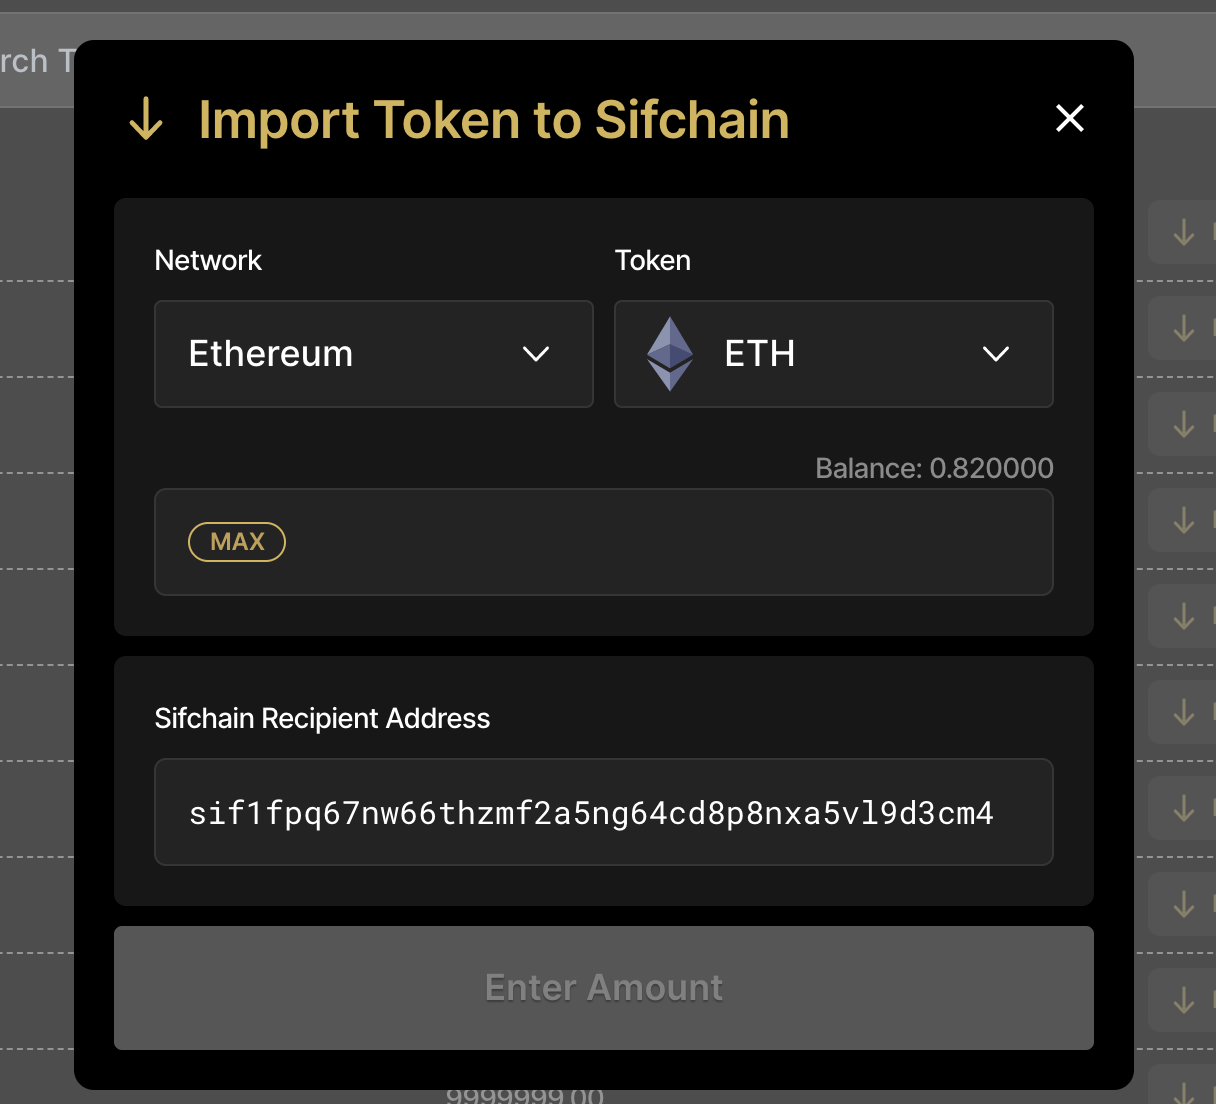 rch T
Import Token to Sifchain
Network
Token
Ethereum
ETH
Balance: 0.820000
MAX
Sifchain Recipient Address
sif1fpq67nw66thzmf2a5ng64cd8p8nxa5vl9d3cm4
Enter Amount
9999999.00